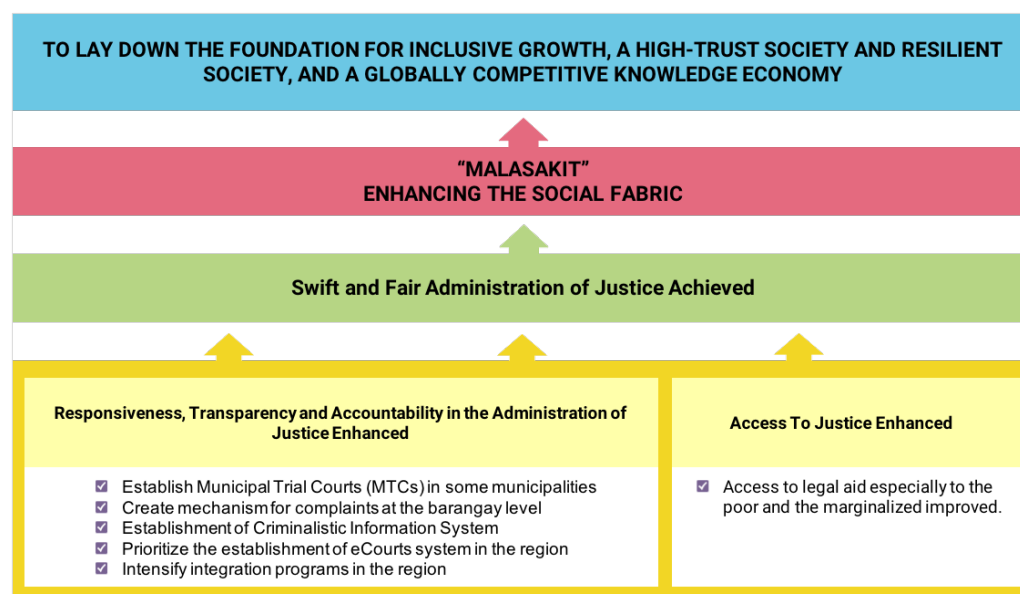 TO LAY DOWN THE FOUNDATION FOR INCLUSIVE GROWTH, A HIGH-TRUST SOCIETY AND RESILIENT
SOCIETY, AND A GLOBALLY COMPETITIVE KNOWLEDGE ECONOMY
“MALASAKIT”
ENHANCING THE SOCIAL FABRIC
Swift and Fair Administration of Justice Achieved
Responsiveness, Transparency and Accountability in the Administration of
Justice Enhanced
Establish Municipal Trial Courts (MTCs) in some municipalities
Create mechanism for complaints at the barangay level
Establishment of Criminalistic Information System
Prioritize the establishment of eCourts system in the region
Intensify integration programs in the region
Access To Justice Enhanced
Access to legal aid especially to the
poor and the marginalized improved.